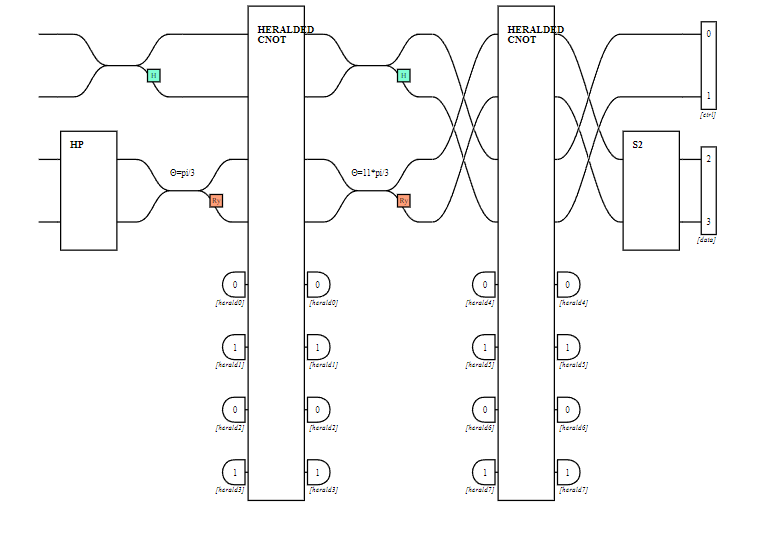 HERALDED
CNOT
HERALDED
CNOT
0
H
H
1
[ctrl]
HP
Θ=pi/3
Θ=11*pi/3
S2
2
Ry
Ry
3
[data]
0
0
0
0
[herald0]
[herald0]
[herald4]
[herald4]
1
1
1
1
[herald1]
[herald1]
[herald5]
[herald5]
0
0
0
0
[herald2]
[herald2]
[herald6]
[herald6]
1
1
1
1
[herald3]
[herald3]
[herald7]
[herald7]